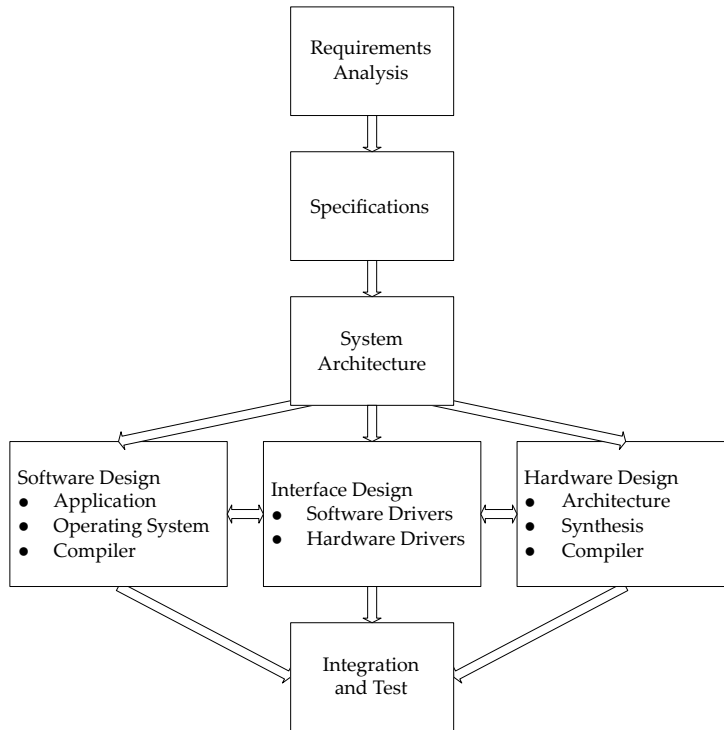 Requirements
Analysis
Specifications
System
Architecture
Software Design
● Application
● Operating System
● Compiler
Interface Design
● Software Drivers
● Hardware Drivers
Hardware Design
● Architecture
● Synthesis
● Compiler
Integration
and Test